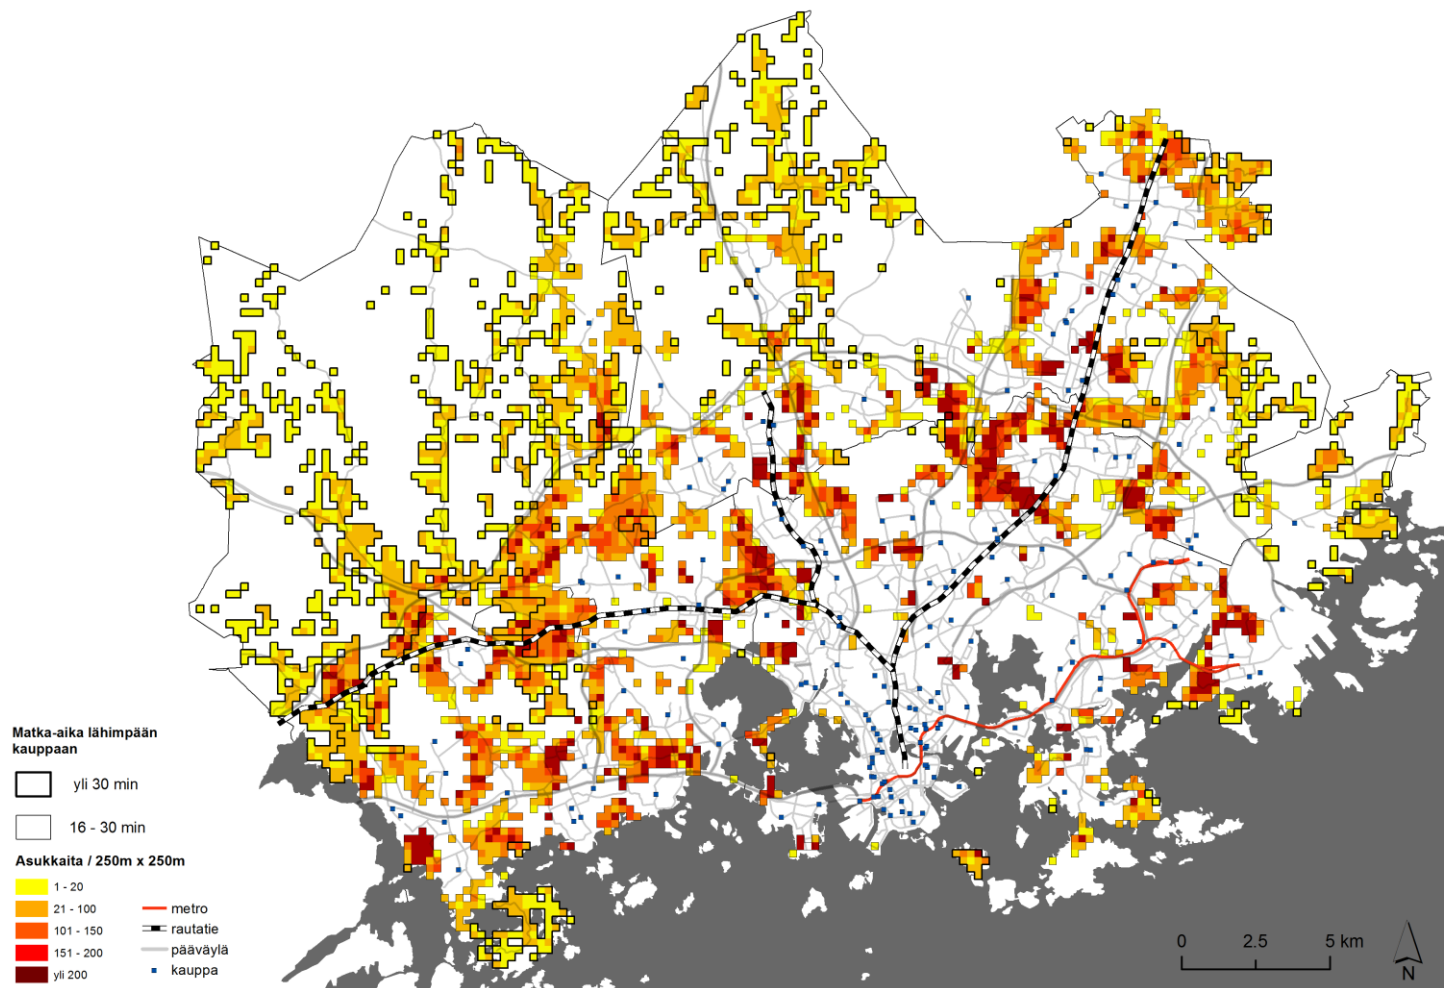 Matka-aika lähimpään
kauppaan
yli 30 min
16 - 30 min
Asukkaita / 250m x 250m
1 - 20
21 - 100
101 - 150
151 - 200
yli 200
metro
rautatie
pääväylä
kauppa
0 2.5 5 km
N